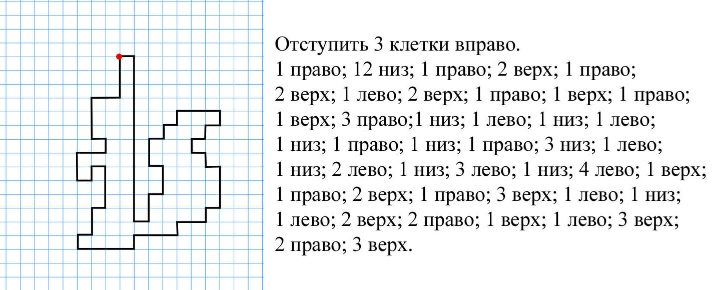 Отступить 3 клетки вправо.
1 право; 12 низ; 1 право; 2 верх; 1 право;
2 верх; 1 лево; 2 верх; 1 право; 1 верх; 1 право;
1 верх; 3 право;1 низ; 1 лево; 1 низ; 1 лево;
1 низ; 1 право; 1 низ; 1 право; 3 низ; 1 лево;
1 низ; 2 лево; 1 низ; 3 лево; 1 низ; 4 лево; 1 верх;
1 право; 2 верх; 1 право; 3 верх; 1 лево; 1 низ;
1 лево; 2 верх; 2 право; 1 верх; 1 лево; 3 верх;
2 право; 3 верх.